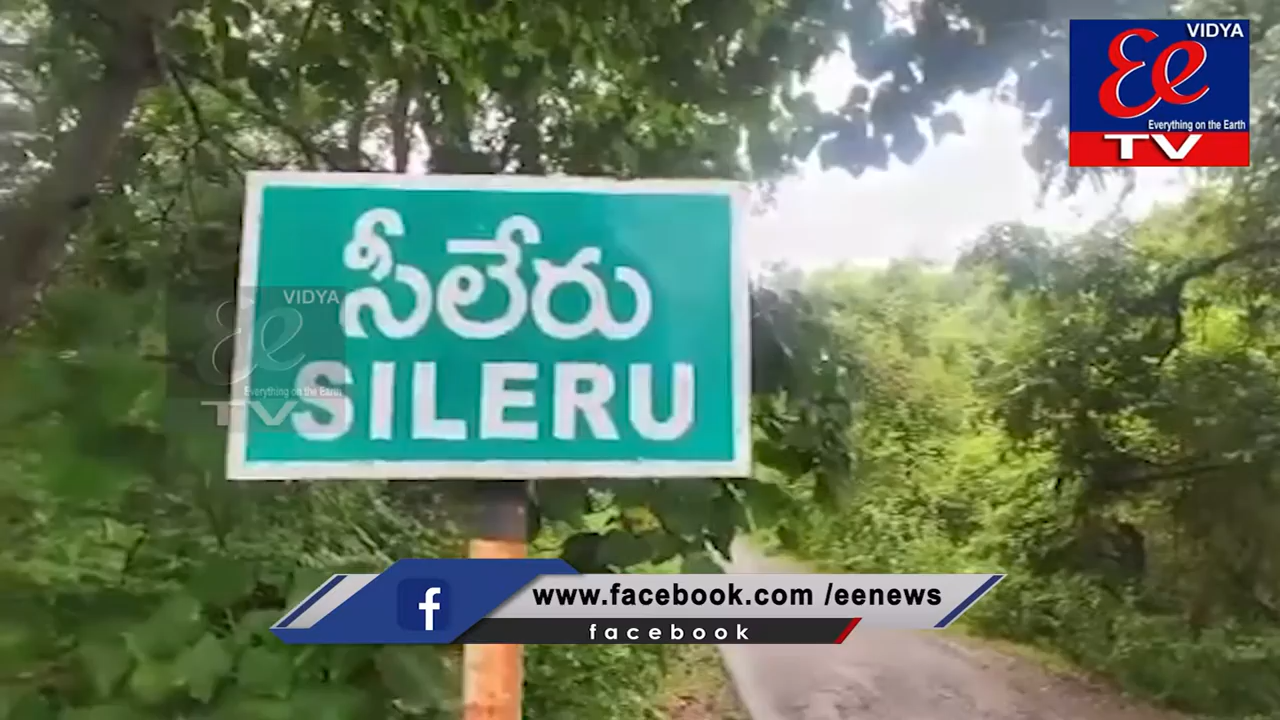 VIDYA
Ee
Everything on the Earth
TV
సీలేరు
SILERU
VIDYA
Ee
Everything on the Earth
TV
www.facebook.com /eenews
facebook